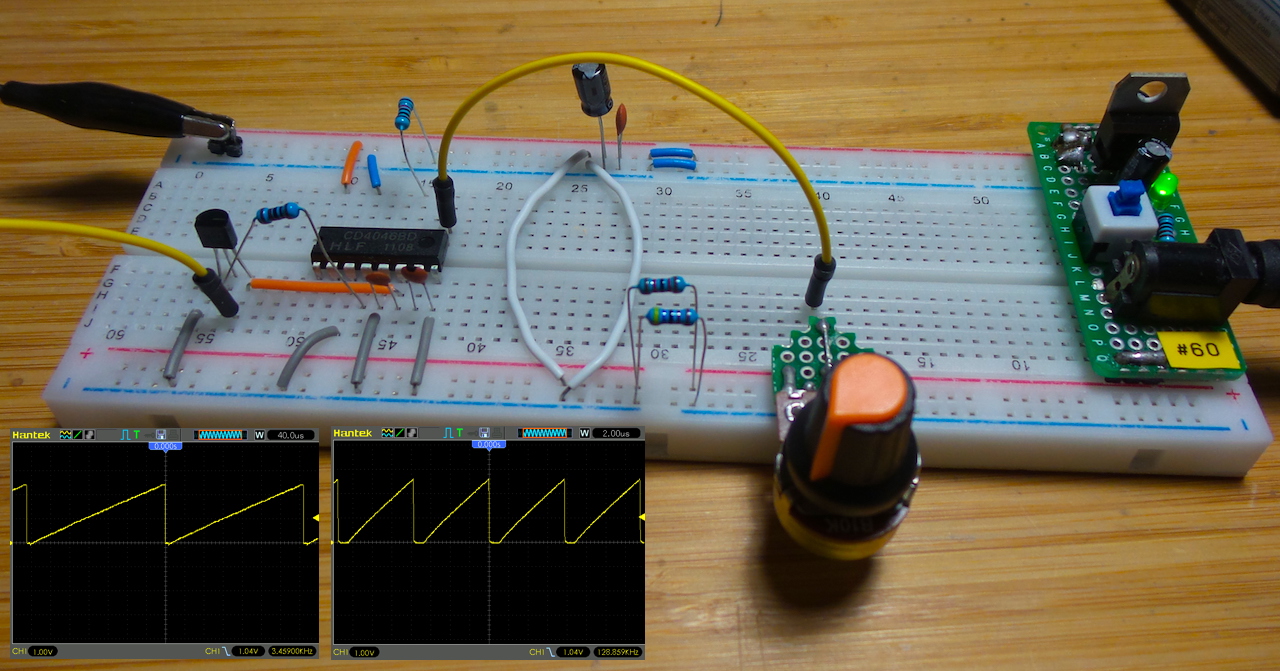 0 5 10 15 20 25 30 35 40 45 50
A
B
C
D
E
CD4046BD
HLF 1108
F
G
H
I
J
50 55 45 40 35 30 25 15 10
#60
B10K
Hantek T W 40.0us
0.000s
CH1 1.00V CH1 1.04V 3.45900KHz
Hantek T W 2.00us
0.000s
CH1 1.00V CH1 1.04V 128.859KHz